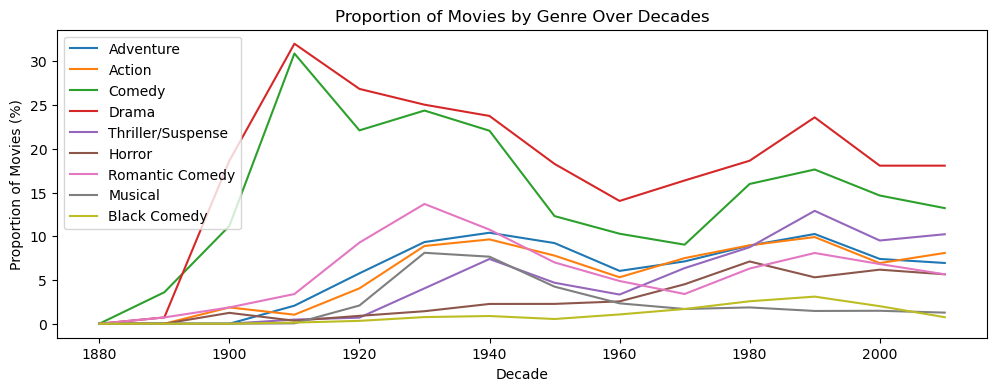 Proportion of Movies by Genre Over Decades
Adventure
Action
Comedy
Drama
Thriller/Suspense
Horror
Romantic Comedy
Musical
Black Comedy
Proportion of Movies (%)
30
25
20
15
10
5
0
1880
1900
1920
1940
1960
1980
2000
Decade